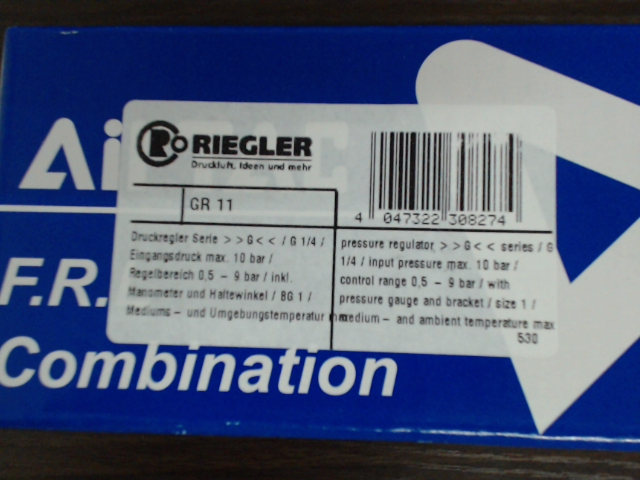 Ai AC
RIEGLER
Druckluft, Ideen und mehr
GR 11
4 047322 308274
Druckregler Serie >>G<< / G 1/4 /
Eingangsdruck max. 10 bar /
Regelbereich 0,5 - 9 bar / inkl.
Manometer und Haltewinkel / BG 1 /
Mediums - und Umgebungstemperatur
pressure regulator >>G<< series / G
1/4 / input pressure max. 10 bar /
control range 0,5 - 9 bar / with
pressure gauge and bracket / size 1 /
medium - and ambient temperature max
530
F.R.
Combination